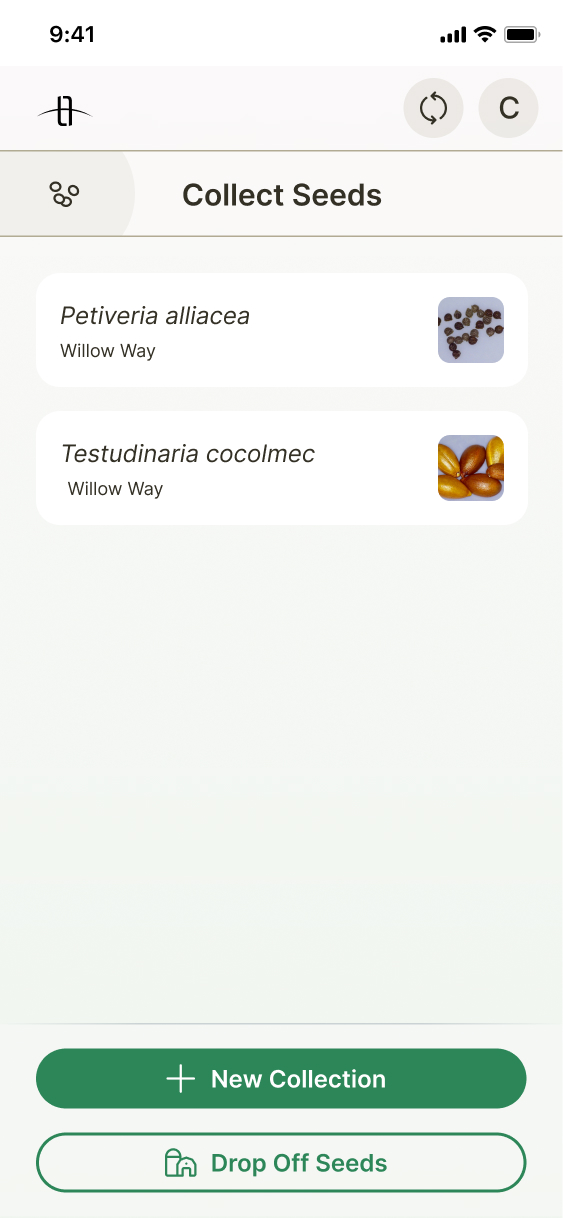 9:41
C
Collect Seeds
Petiveria alliacea
Willow Way
Testudinaria cocolmec
Willow Way
New Collection
Drop Off Seeds